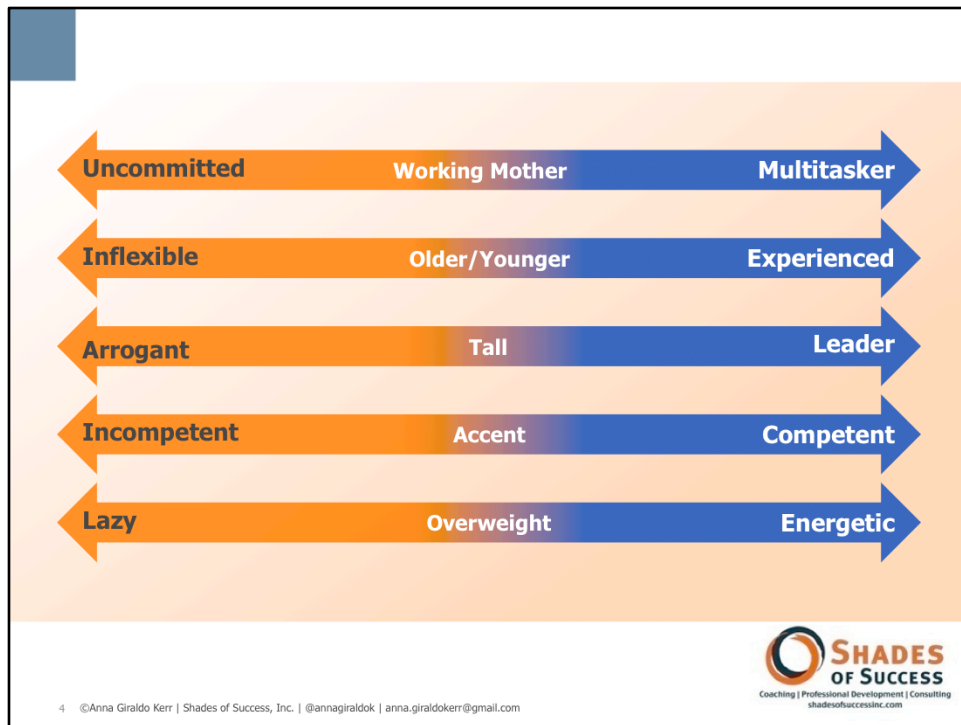 Uncommitted Working Mother Multitasker
Inflexible Older/Younger Experienced
Arrogant Tall Leader
Incompetent Accent Competent
Lazy Overweight Energetic
SHADES
OF SUCCESS
Coaching | Professional Development | Consulting
shadesofsuccessinc.com
4 ©Anna Giraldo Kerr | Shades of Success, Inc. | @annagiraldok | anna.giraldokerr@gmail.com